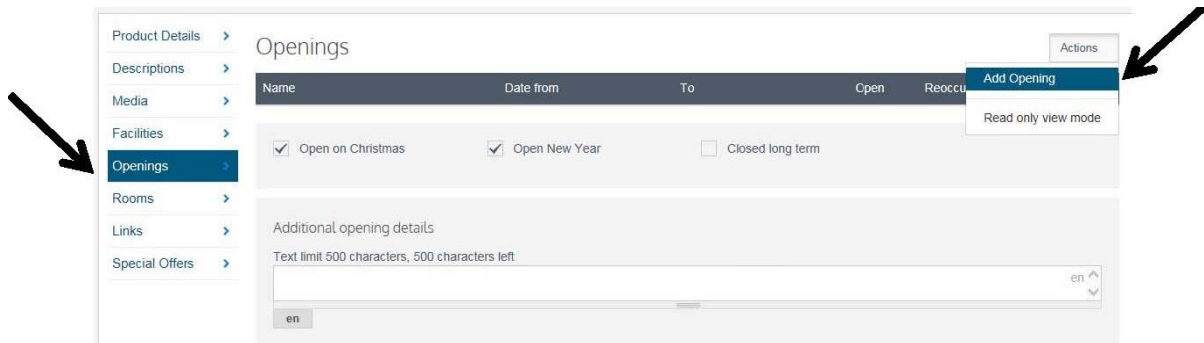 Product Details
Descriptions
Media
Facilities
Openings
Rooms
Links
Special Offers
Openings
Actions
Add Opening
Read only view mode
Name Date from To Open Reoccu
Open on Christmas Open New Year Closed long term
Additional opening details
Text limit 500 characters, 500 characters left
en
en